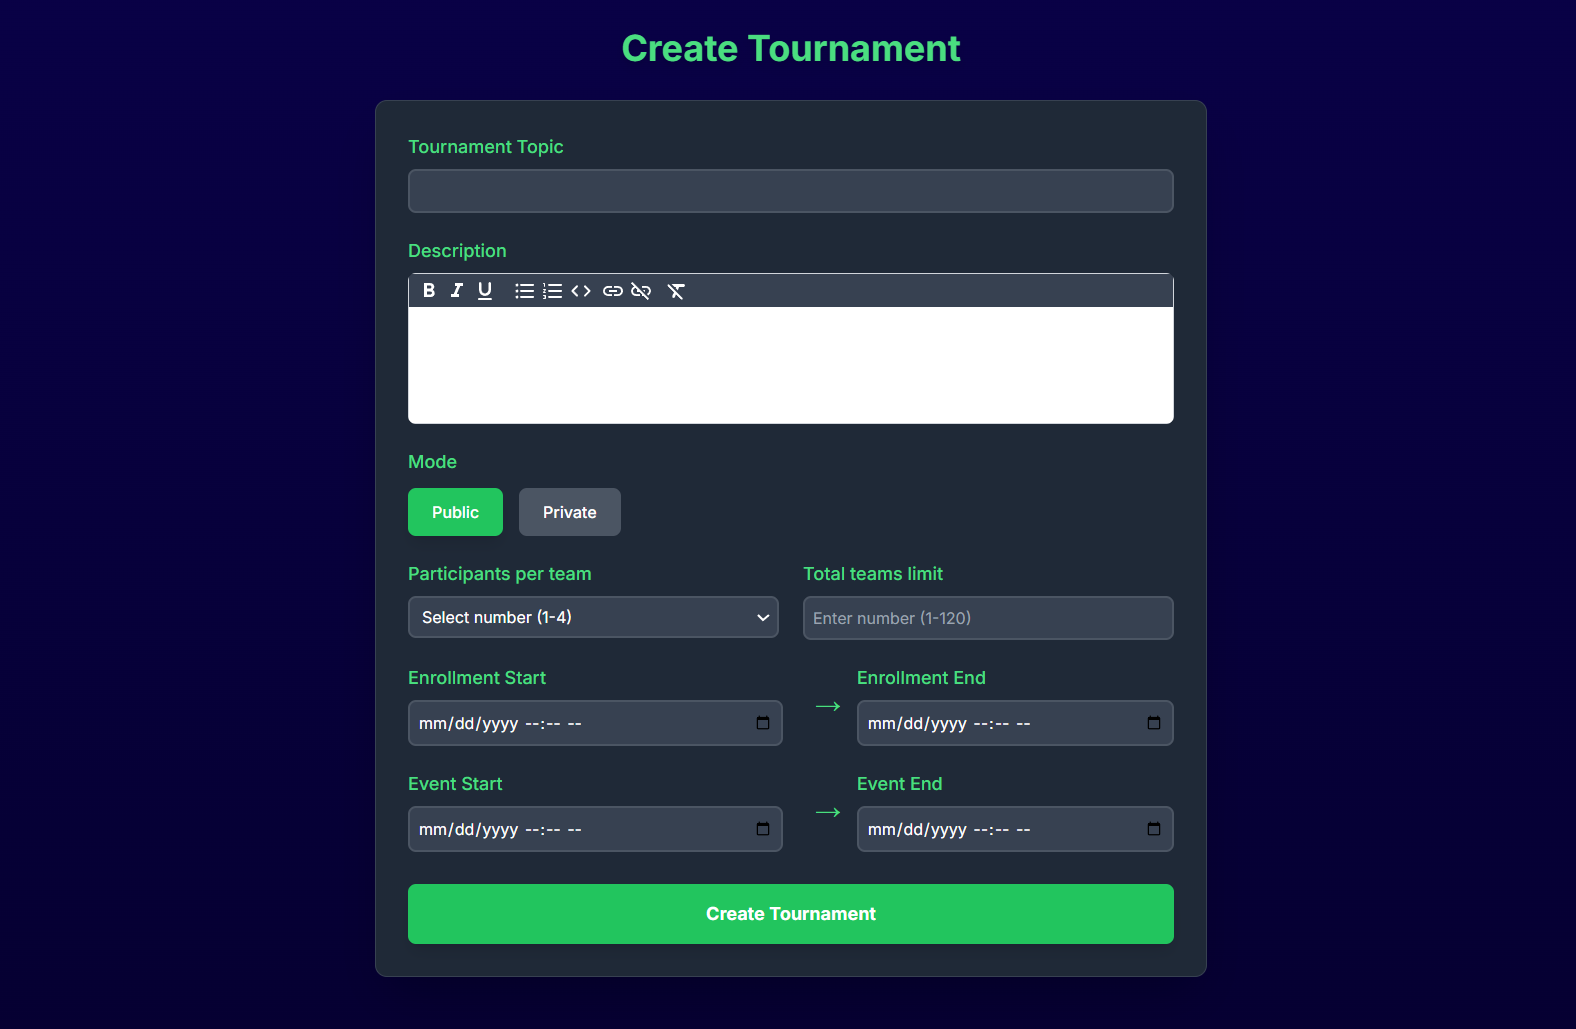 Create Tournament
Tournament Topic
Description
B I U
Mode
Public Private
Participants per team Total teams limit
Select number (1-4) Enter number (1-120)
Enrollment Start → Enrollment End
mm/dd/yyyy --:-- -- mm/dd/yyyy --:-- --
Event Start → Event End
mm/dd/yyyy --:-- -- mm/dd/yyyy --:-- --
Create Tournament